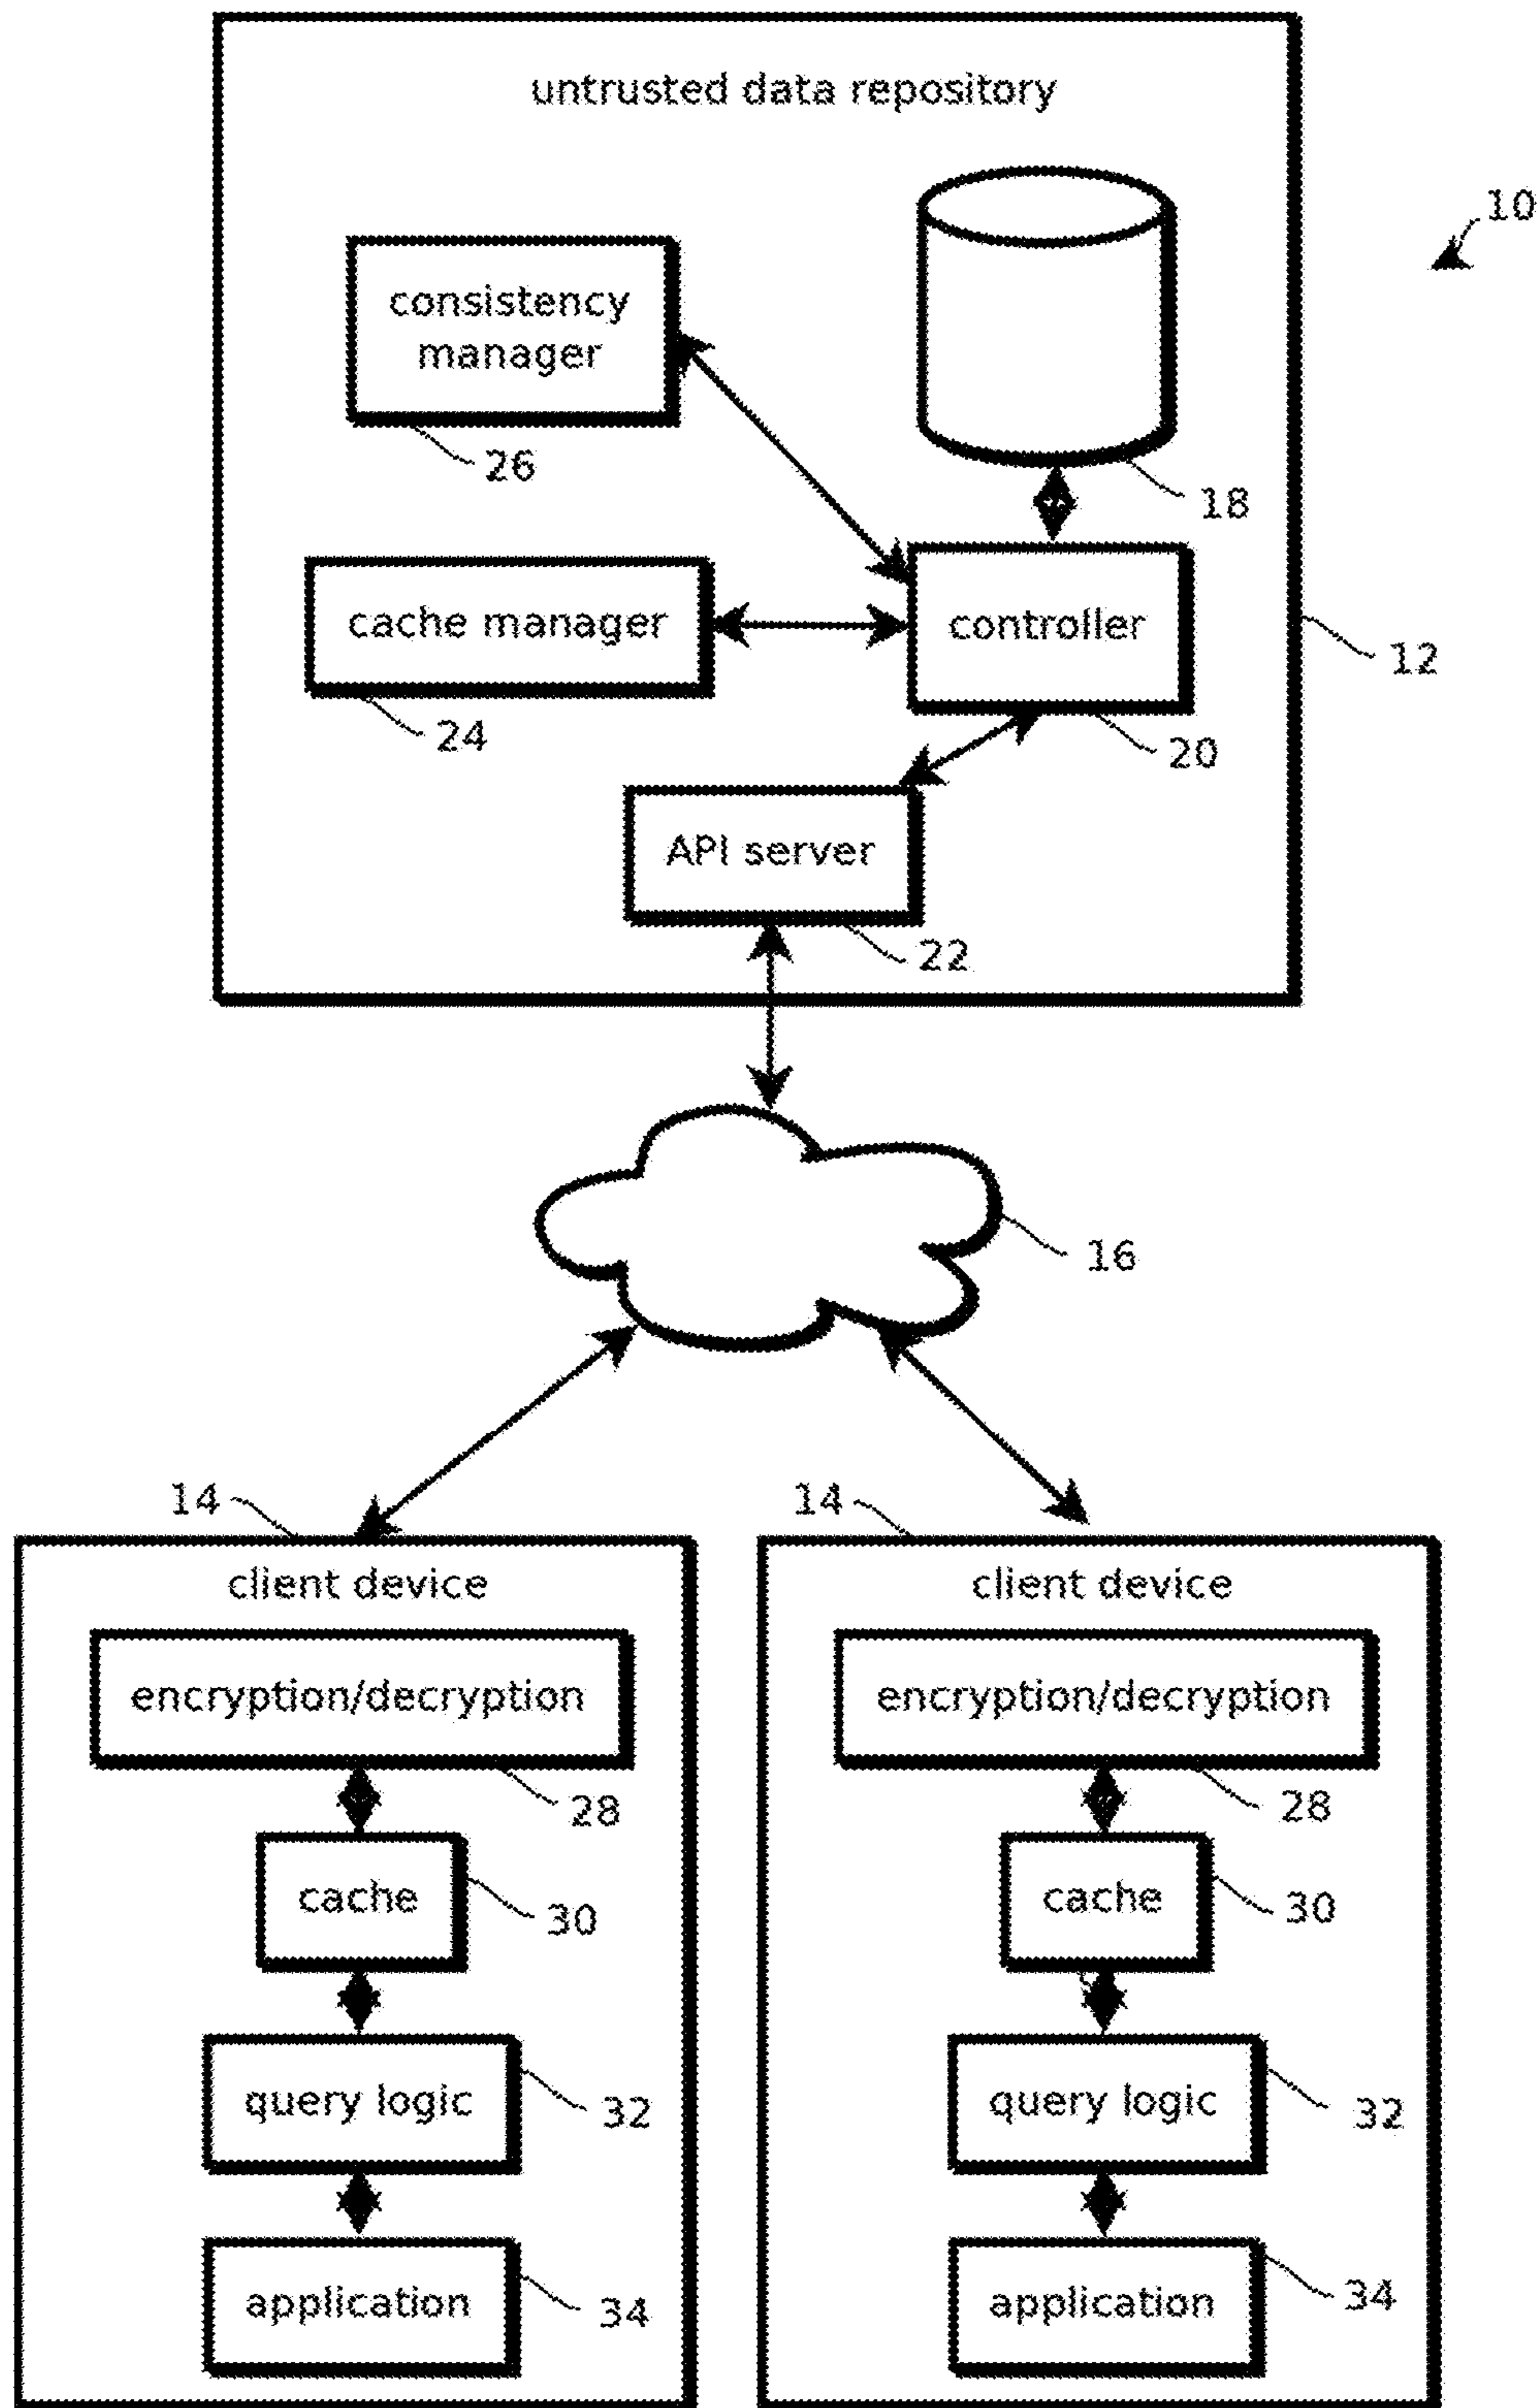 untrusted data repository
10
consistency
manager
26
18
cache manager
controller
12
24
20
API server
22
16
14
14
client device
client device
encryption/decryption
encryption/decryption
28
28
cache
cache
30
30
query logic
query logic
32
32
application
application
34
34